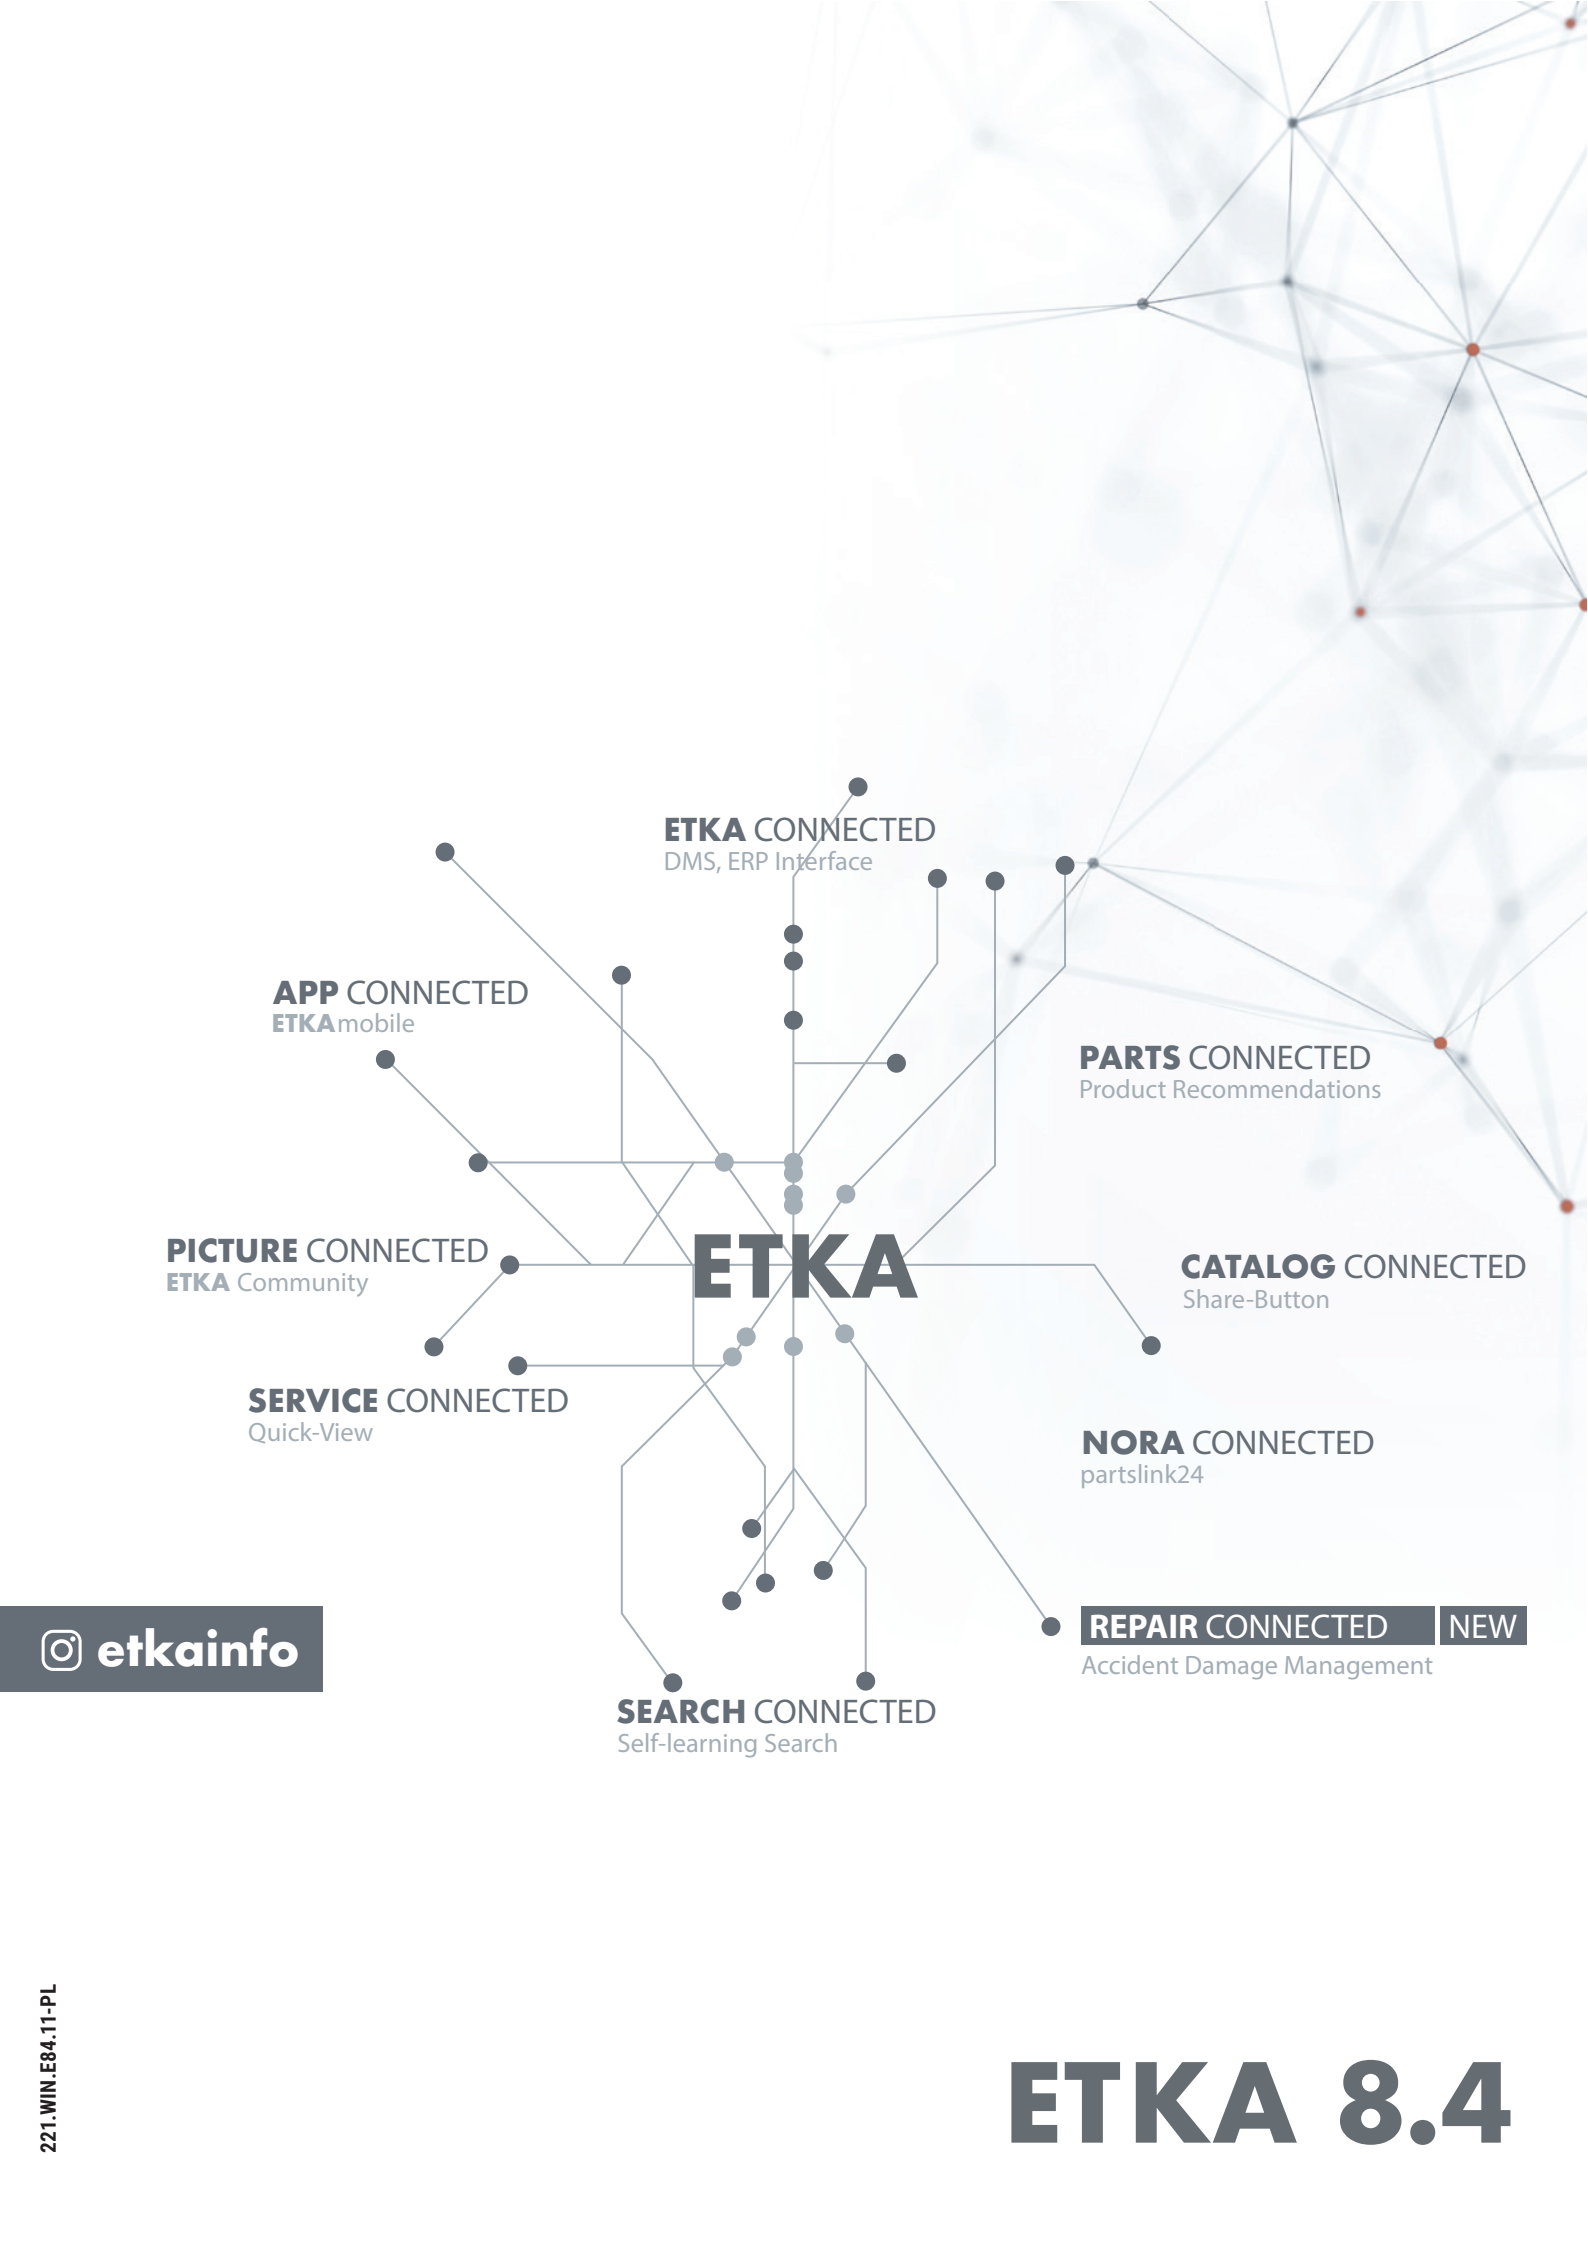 ETKA CONNECTED
DMS, ERP Interface
APP CONNECTED
ETKAmobile
PARTS CONNECTED
Product Recommendations
PICTURE CONNECTED
ETKA Community
ETKA
CATALOG CONNECTED
Share-Button
SERVICE CONNECTED
Quick-View
NORA CONNECTED
partslink24
etkainfo
REPAIR CONNECTED NEW
Accident Damage Management
SEARCH CONNECTED
Self-learning Search
221.WIN.E84.11-PL
ETKA 8.4